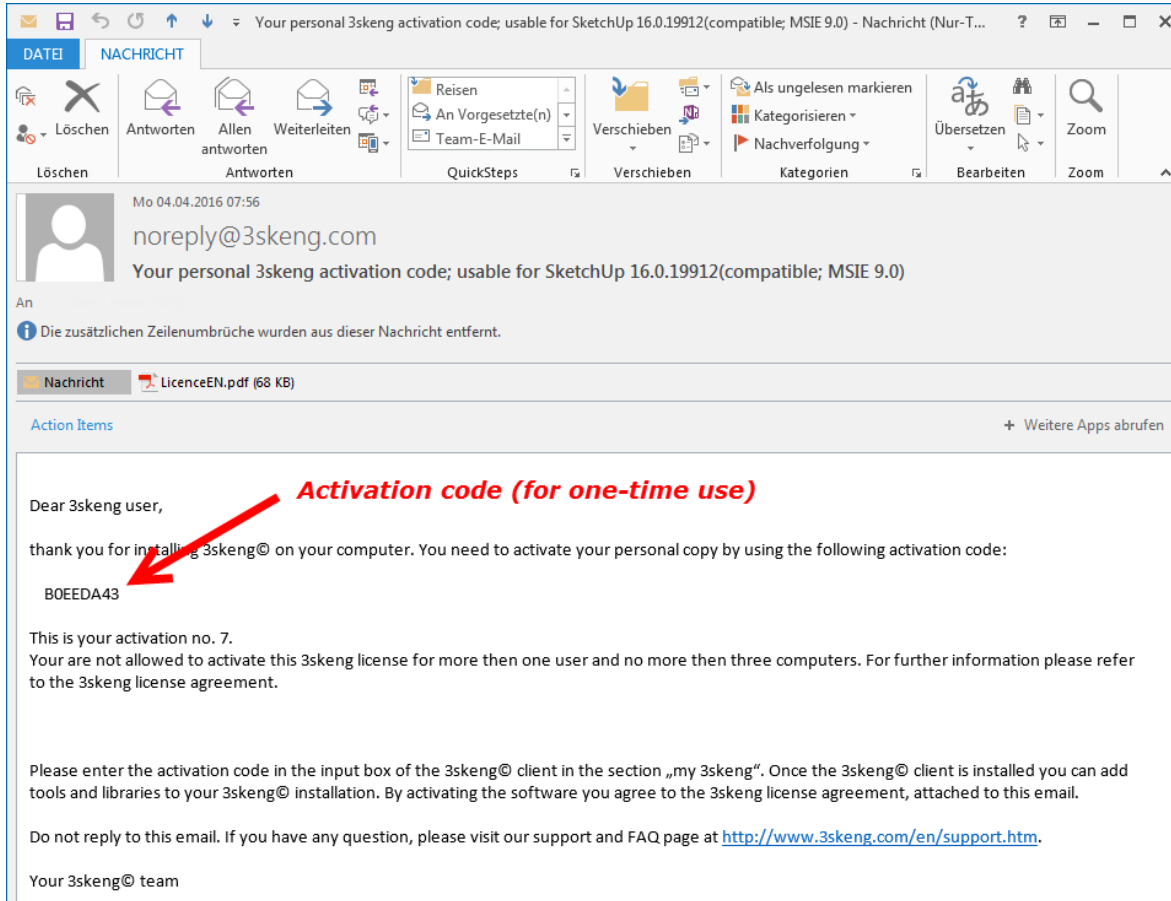 Your personal 3skeng activation code; usable for SketchUp 16.0.19912(compatible; MSIE 9.0) - Nachricht (Nur-T...
DATEI NACHRICHT
Löschen
Antworten
Allen antworten
Weiterleiten
Reisen
An Vorgesetzte(n)
Team-E-Mail
Verschieben
Als ungelesen markieren
Kategorisieren
Nachverfolgung
Übersetzen
Zoom
Löschen Antworten QuickSteps Verschieben Kategorien Bearbeiten Zoom
Mo 04.04.2016 07:56
noreply@3skeng.com
Your personal 3skeng activation code; usable for SketchUp 16.0.19912(compatible; MSIE 9.0)
An
Die zusätzlichen Zeilenumbrüche wurden aus dieser Nachricht entfernt.
Nachricht LicenceEN.pdf (68 KB)
Action Items + Weitere Apps abrufen
Activation code (for one-time use)
Dear 3skeng user,
thank you for installing 3skeng© on your computer. You need to activate your personal copy by using the following activation code:
B0EEDA43
This is your activation no. 7.
Your are not allowed to activate this 3skeng license for more then one user and no more then three computers. For further information please refer
to the 3skeng license agreement.
Please enter the activation code in the input box of the 3skeng© client in the section „my 3skeng“. Once the 3skeng© client is installed you can add
tools and libraries to your 3skeng© installation. By activating the software you agree to the 3skeng license agreement, attached to this email.
Do not reply to this email. If you have any question, please visit our support and FAQ page at http://www.3skeng.com/en/support.htm.
Your 3skeng© team